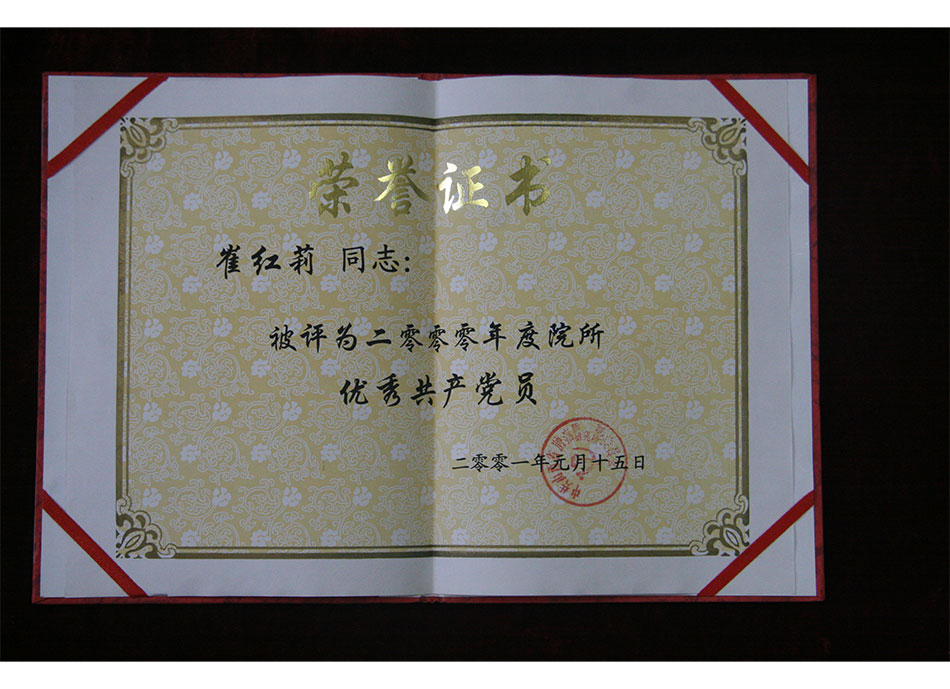 荣誉证书
崔红莉 同志:
被评为二零零零年度院所
优秀共产党员
二零零一年元月十五日